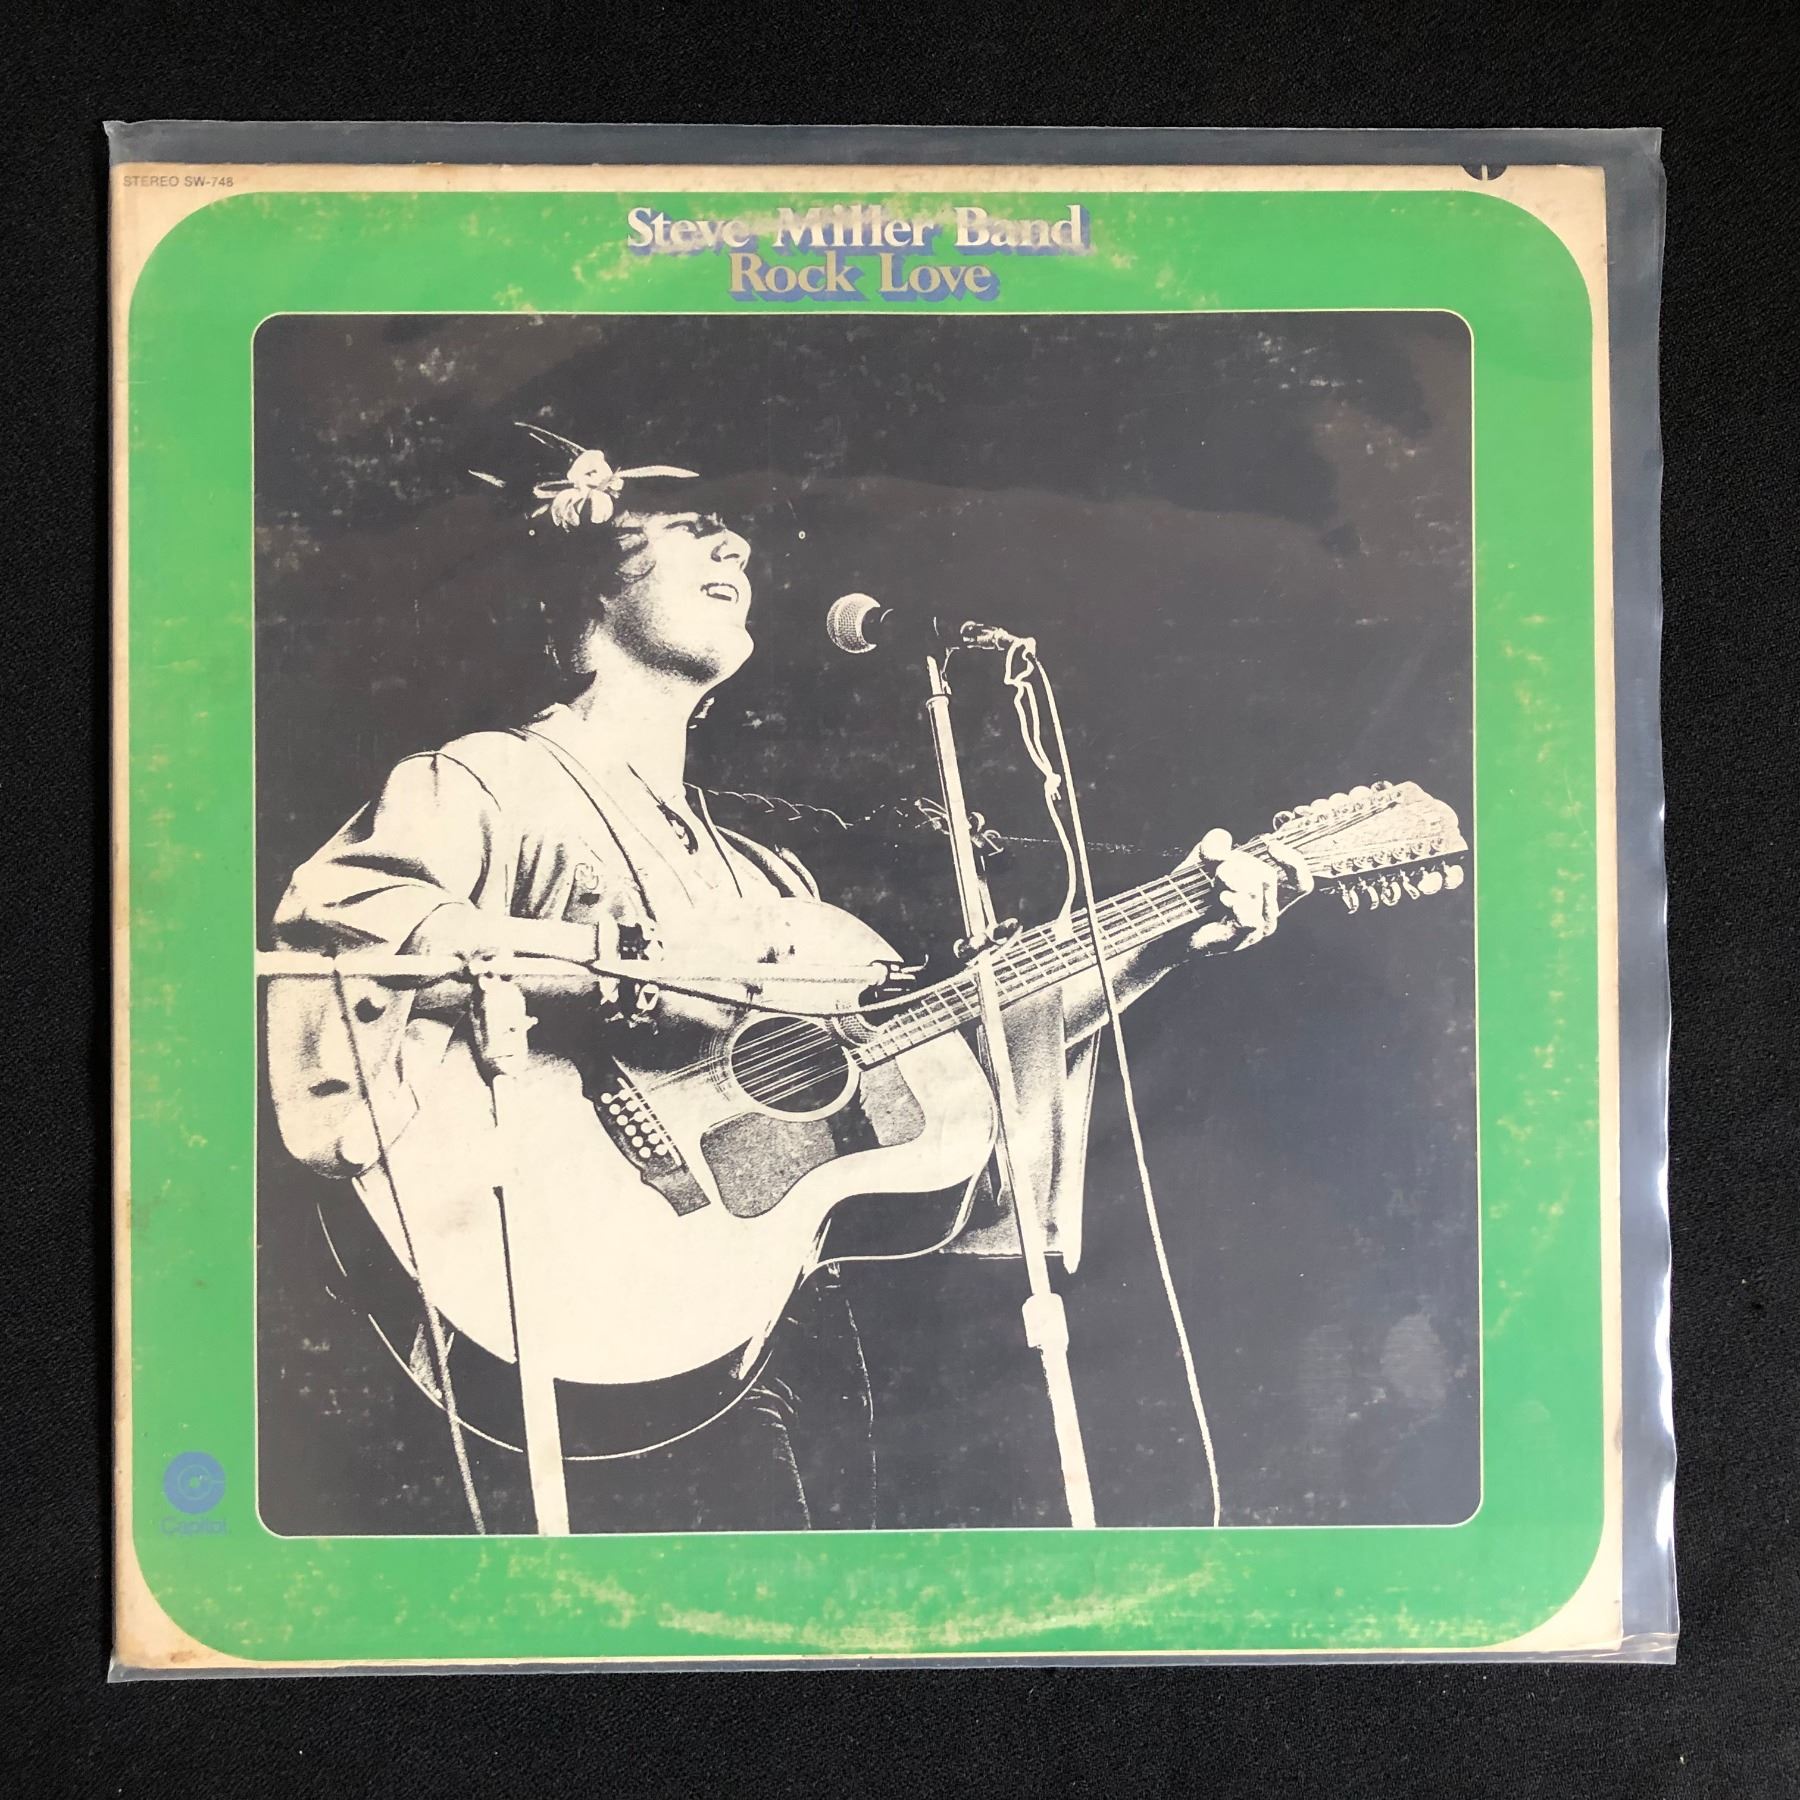 STEREO SW-748
Steve Miller Band
Rock Love
Capitol